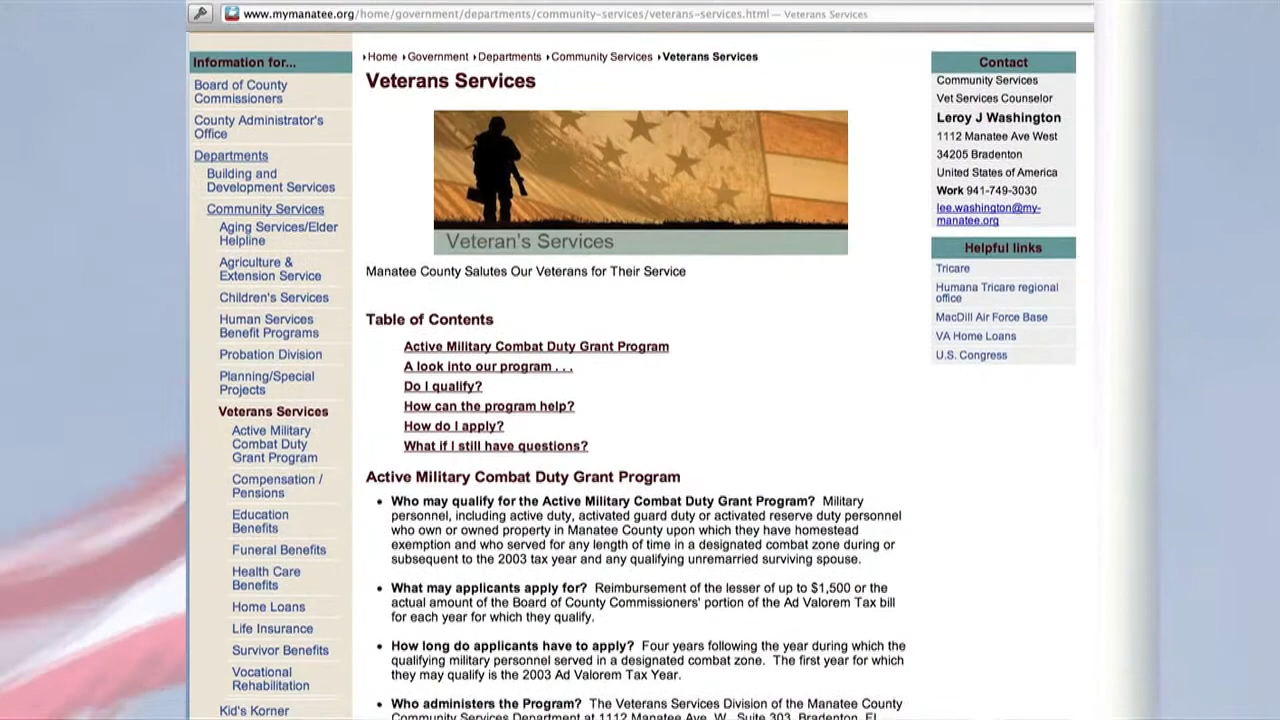 www.mymanatee.org/home/government/departments/community-services/veterans-services.html — Veterans Services
Information for...
Board of County
Commissioners
County Administrator's
Office
Departments
Building and
Development Services
Community Services
Aging Services/Elder
Helpline
Agriculture &
Extension Service
Children's Services
Human Services
Benefit Programs
Probation Division
Planning/Special
Projects
Veterans Services
Active Military
Combat Duty
Grant Program
Compensation /
Pensions
Education
Benefits
Funeral Benefits
Health Care
Benefits
Home Loans
Life Insurance
Survivor Benefits
Vocational
Rehabilitation
Kid's Korner
Home Government Departments Community Services Veterans Services
Veterans Services
Veteran's Services
Manatee County Salutes Our Veterans for Their Service
Table of Contents
Active Military Combat Duty Grant Program
A look into our program . . .
Do I qualify?
How can the program help?
How do I apply?
What if I still have questions?
Active Military Combat Duty Grant Program
• Who may qualify for the Active Military Combat Duty Grant Program? Military
personnel, including active duty, activated guard duty or activated reserve duty personnel
who own or owned property in Manatee County upon which they have homestead
exemption and who served for any length of time in a designated combat zone during or
subsequent to the 2003 tax year and any qualifying unremarried surviving spouse.
• What may applicants apply for? Reimbursement of the lesser of up to $1,500 or the
actual amount of the Board of County Commissioners' portion of the Ad Valorem Tax bill
for each year for which they qualify.
• How long do applicants have to apply? Four years following the year during which the
qualifying military personnel served in a designated combat zone. The first year for which
they may qualify is the 2003 Ad Valorem Tax Year.
• Who administers the Program? The Veterans Services Division of the Manatee County
Community Services Department at 1112 Manatee Ave. W., Suite 303, Bradenton, FL
Contact
Community Services
Vet Services Counselor
Leroy J Washington
1112 Manatee Ave West
34205 Bradenton
United States of America
Work 941-749-3030
lee.washington@my-
manatee.org
Helpful links
Tricare
Humana Tricare regional
office
MacDill Air Force Base
VA Home Loans
U.S. Congress